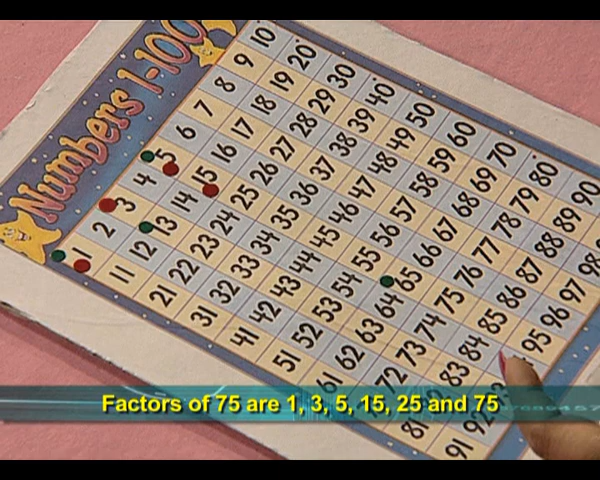 Numbers 1-100
1 2 3 4 5 6 7 8 9 10
11 12 13 14 15 16 17 18 19 20
21 22 23 24 25 26 27 28 29 30
31 32 33 34 35 36 37 38 39 40
41 42 43 44 45 46 47 48 49 50
51 52 53 54 55 56 57 58 59 60
61 62 63 64 65 66 67 68 69 70
72 73 74 75 76 77 78 79 80
81 83 84 85 86 87 88 89 90
91 92 95 96 97 98
Factors of 75 are 1, 3, 5, 15, 25 and 75